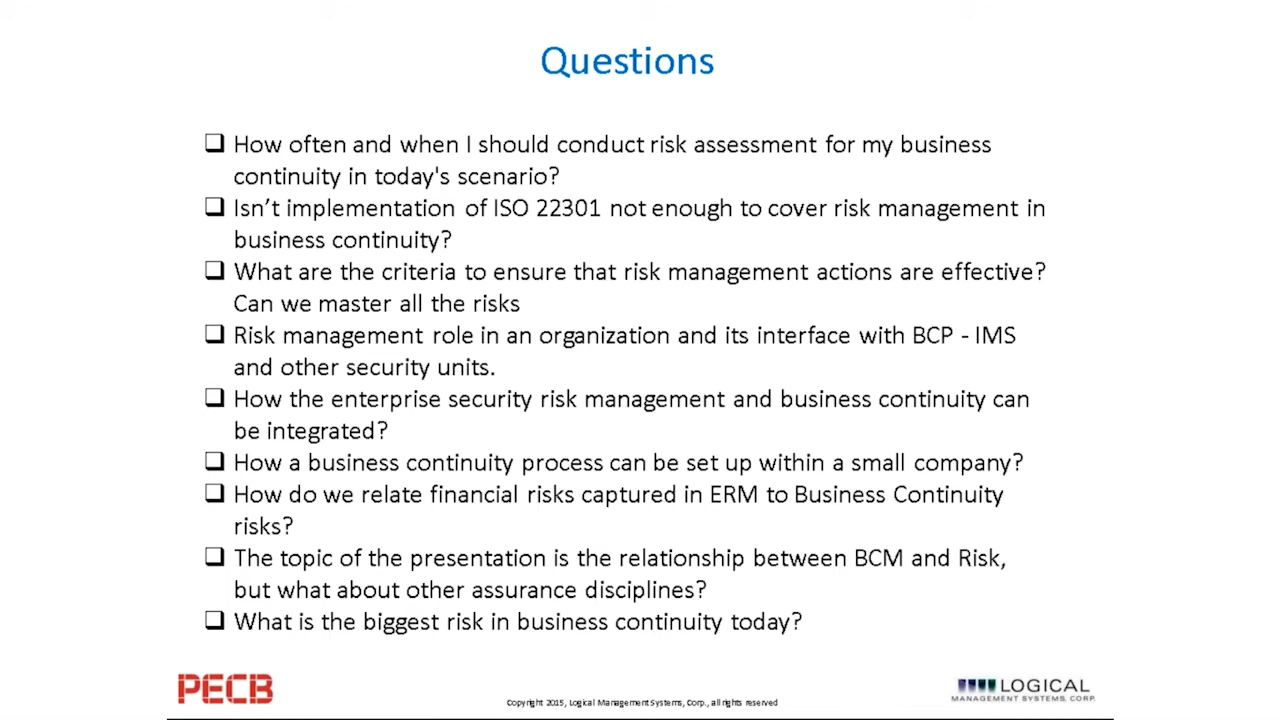 Questions
❑ How often and when I should conduct risk assessment for my business
continuity in today's scenario?
❑ Isn’t implementation of ISO 22301 not enough to cover risk management in
business continuity?
❑ What are the criteria to ensure that risk management actions are effective?
Can we master all the risks
❑ Risk management role in an organization and its interface with BCP - IMS
and other security units.
❑ How the enterprise security risk management and business continuity can
be integrated?
❑ How a business continuity process can be set up within a small company?
❑ How do we relate financial risks captured in ERM to Business Continuity
risks?
❑ The topic of the presentation is the relationship between BCM and Risk,
but what about other assurance disciplines?
❑ What is the biggest risk in business continuity today?
PECB
Copyright 2015, Logical Management Systems, Corp., all rights reserved
LOGICAL
MANAGEMENT SYSTEMS, CORP.